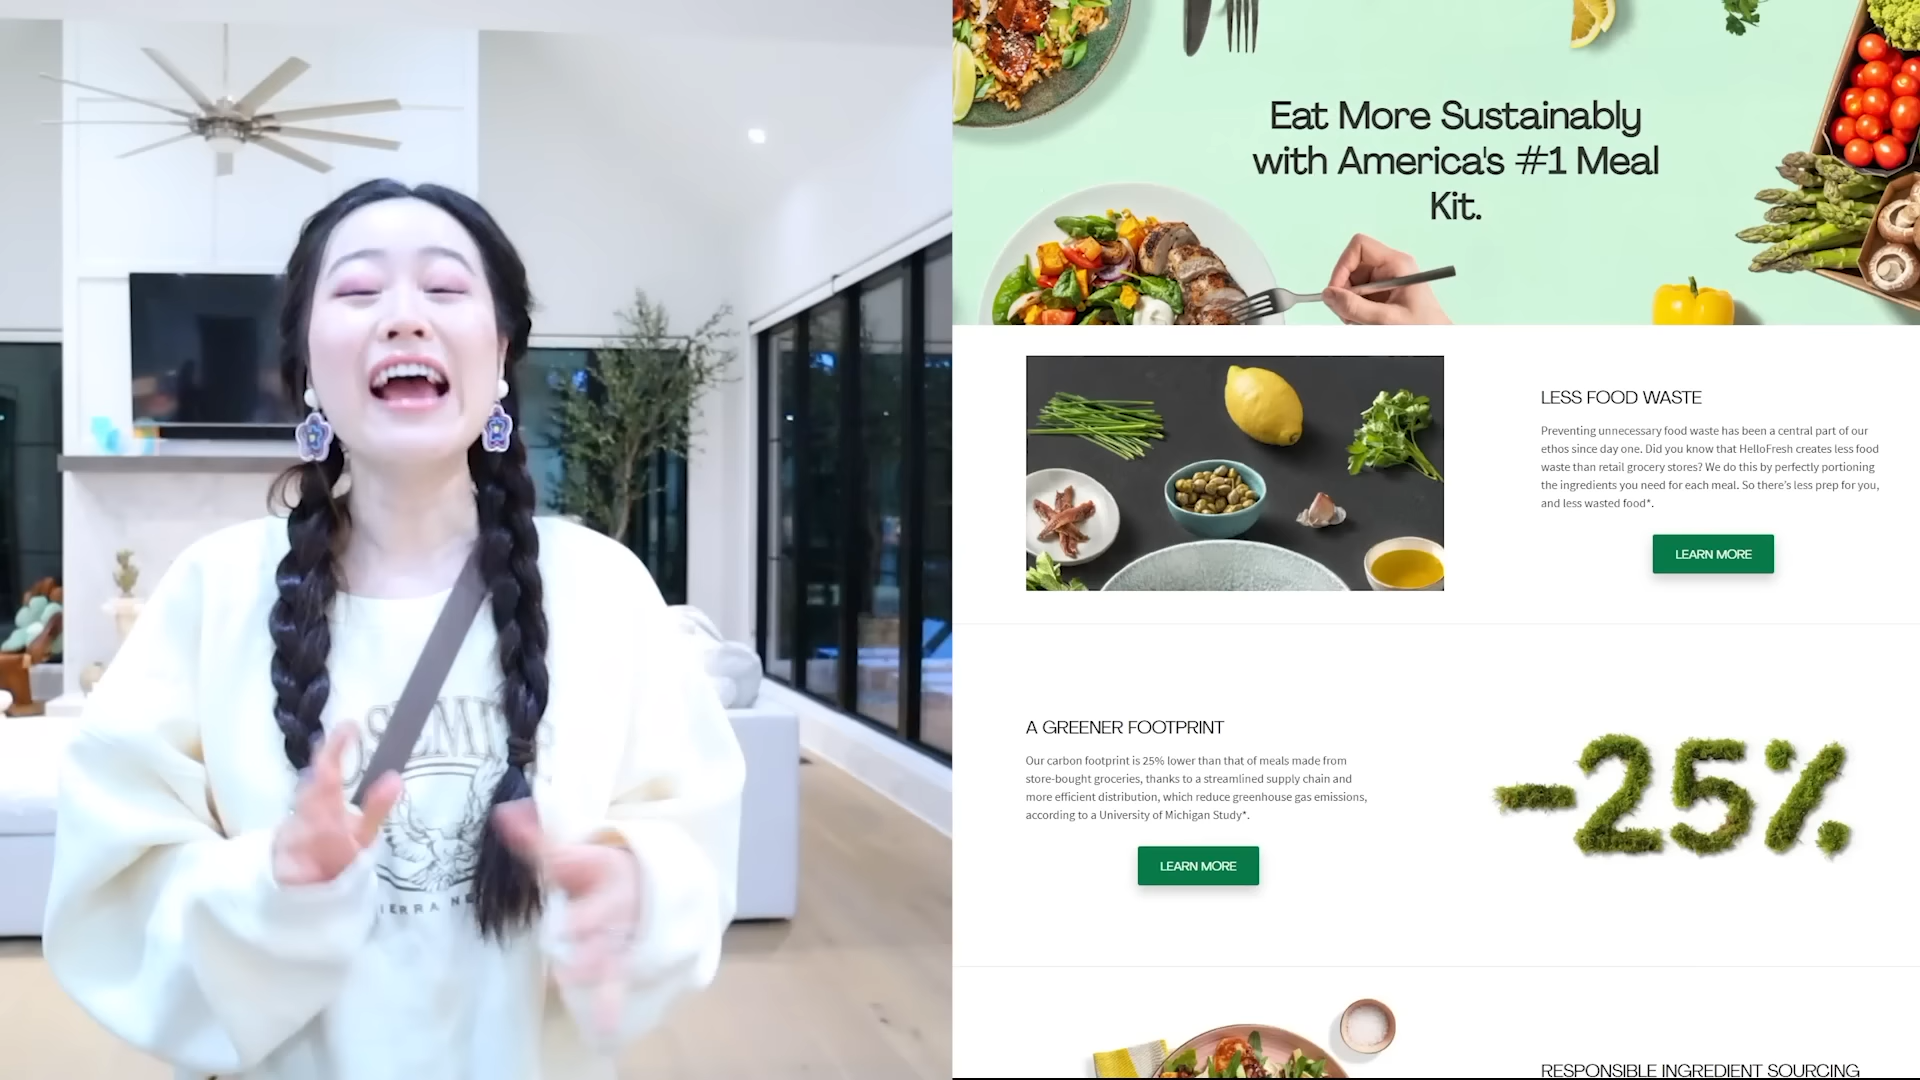 Eat More Sustainably
with America's #1 Meal
Kit.
LESS FOOD WASTE
Preventing unnecessary food waste has been a central part of our
ethos since day one. Did you know that HelloFresh creates less food
waste than retail grocery stores? We do this by perfectly portioning
the ingredients you need for each meal. So there's less prep for you,
and less wasted food*.
LEARN MORE
A GREENER FOOTPRINT
Our carbon footprint is 25% lower than that of meals made from
store-bought groceries, thanks to a streamlined supply chain and
more efficient distribution, which reduce greenhouse gas emissions,
according to a University of Michigan Study*.
LEARN MORE
-25%
RESPONSIBLE INGREDIENT SOURCING